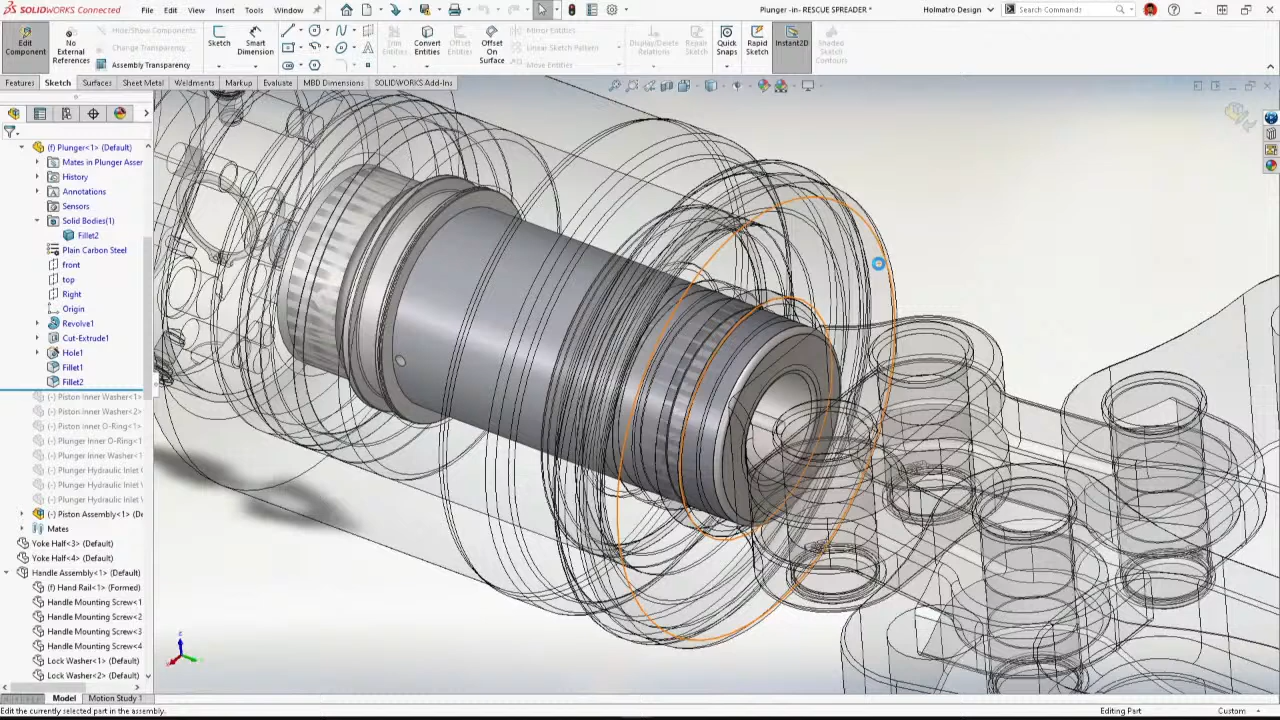 SOLIDWORKS Connected
File
Edit
View
Insert
Tools
Window
Plunger -in- RESCUE SPREADER *
Holmatro Design
Search Commands
Edit Component
No External References
Hide/Show Components
Change Transparency
Assembly Transparency
Sketch
Smart Dimension
Trim Entities
Convert Entities
Offset Entities
Offset On Surface
Mirror Entities
Linear Sketch Pattern
Move Entities
Display/Delete Relations
Repair Sketch
Quick Snaps
Rapid Sketch
Instant2D
Shaded Sketch Contours
Features
Sketch
Surfaces
Sheet Metal
Weldments
Markup
Evaluate
MBD Dimensions
SOLIDWORKS Add-Ins
(f) Plunger<1> (Default)
Mates in Plunger Asser
History
Annotations
Sensors
Solid Bodies(1)
Fillet2
Plain Carbon Steel
front
top
Right
Origin
Revolve1
Cut-Extrude1
Hole1
Fillet1
Fillet2
(-) Piston Inner Washer<1>
(-) Piston Inner Washer<2>
(-) Piston Inner O-Ring<1>
(-) Plunger Inner O-Ring<1>
(-) Plunger Inner Washer<1>
(-) Plunger Hydraulic Inlet
(-) Plunger Hydraulic Inlet
(-) Plunger Hydraulic Inlet
(-) Piston Assembly<1> (De
Mates
Yoke Half<3> (Default)
Yoke Half<4> (Default)
Handle Assembly<1> (Default)
(f) Hand Rail<1> (Formed)
Handle Mounting Screw<1
Handle Mounting Screw<2
Handle Mounting Screw<3
Handle Mounting Screw<4
Lock Washer<1> (Default)
Lock Washer<2> (Default)
Model
Motion Study 1
Edit the currently selected part in the assembly.
Editing Part
Custom